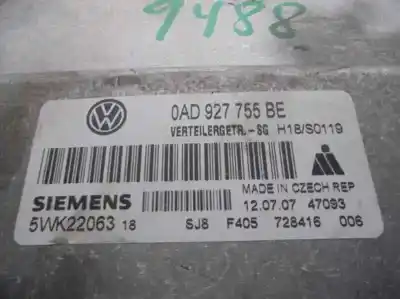 9488
0AD 927 755 BE
VERTEILERGETR.-SG H18/S0119
MADE IN CZECH REP
SIEMENS
12.07.07 47093
5WK22063 18 SJ8 F405 728416 006